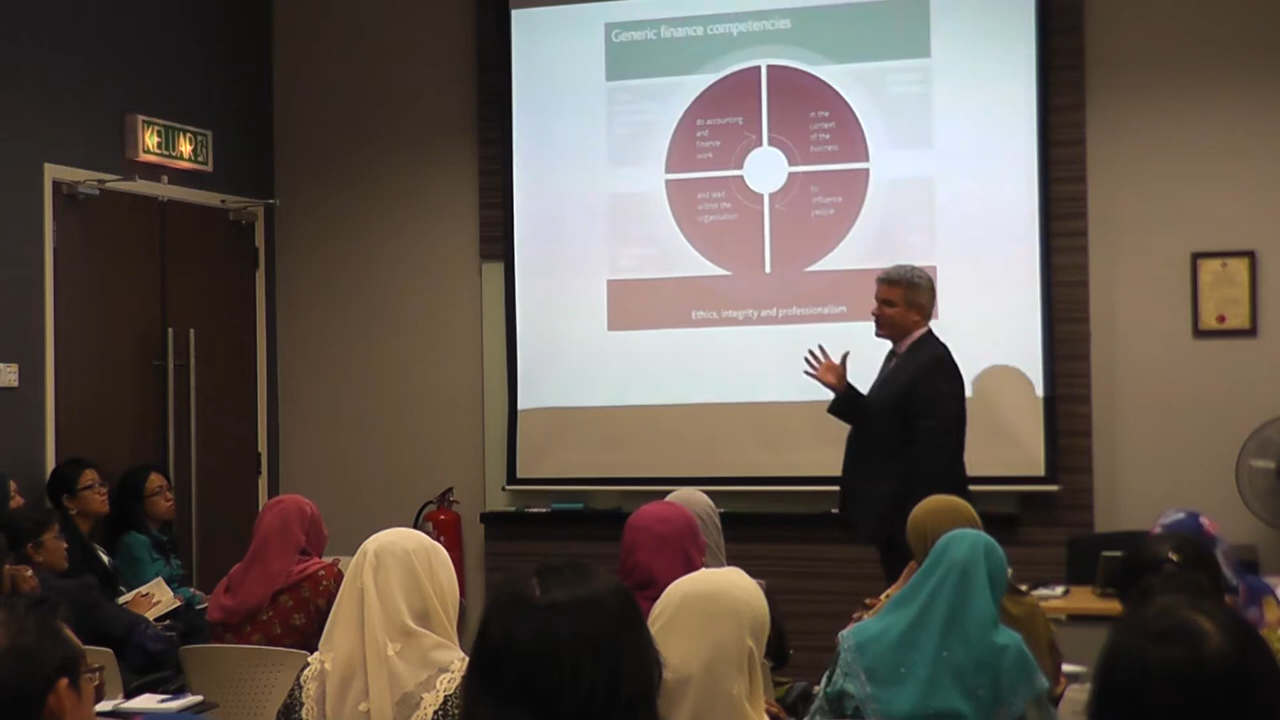 Generic finance competencies
KELUAR
do accounting
and
finance
work
in the
context
of the
business
and lead
within the
organisation
to
influence
people
Ethics, integrity and professionalism